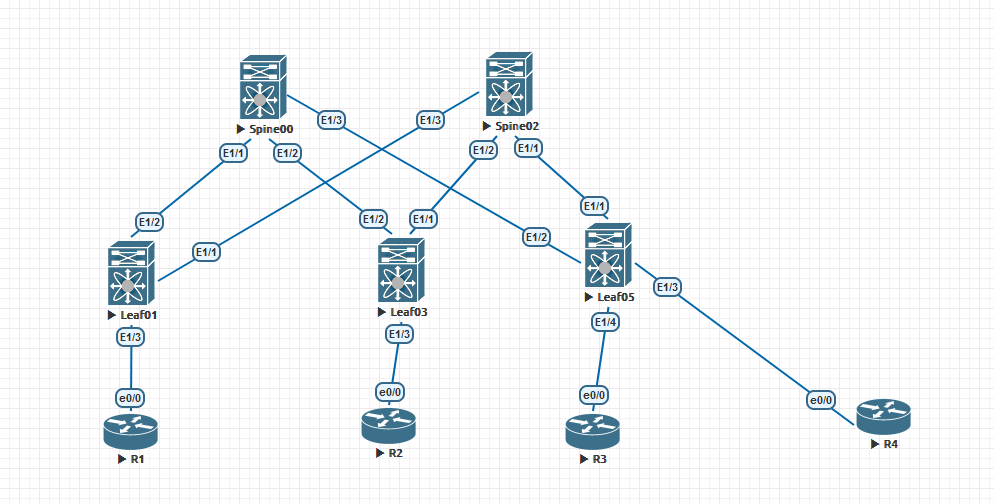 Spine00
Spine02
E1/3
E1/3
E1/1
E1/2
E1/2
E1/1
E1/2
E1/2
E1/1
E1/1
E1/1
E1/2
Leaf01
Leaf03
Leaf05
E1/3
E1/3
E1/4
E1/3
e0/0
e0/0
e0/0
e0/0
R1
R2
R3
R4